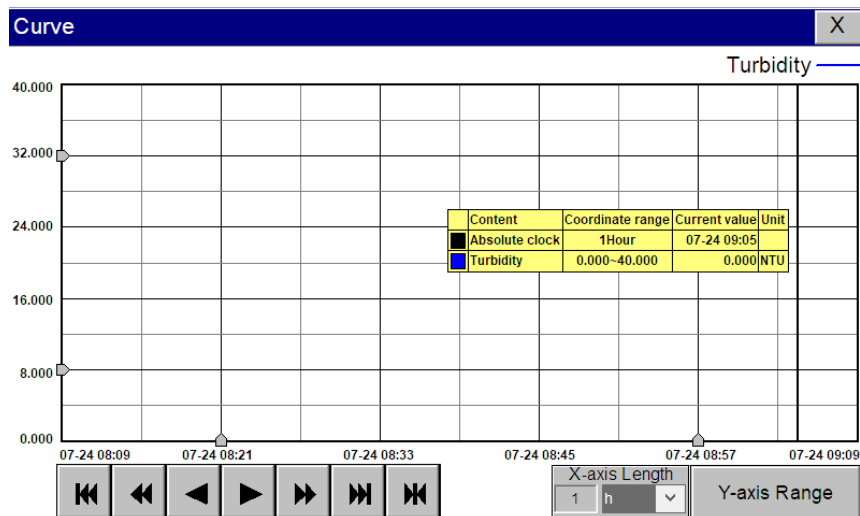 Curve X
Turbidity
40.000
32.000
24.000
16.000
8.000
0.000
Content Coordinate range Current value Unit
Absolute clock 1Hour 07-24 09:05
Turbidity 0.000~40.000 0.000 NTU
07-24 08:09 07-24 08:21 07-24 08:33 07-24 08:45 07-24 08:57 07-24 09:09
X-axis Length
1 h
Y-axis Range